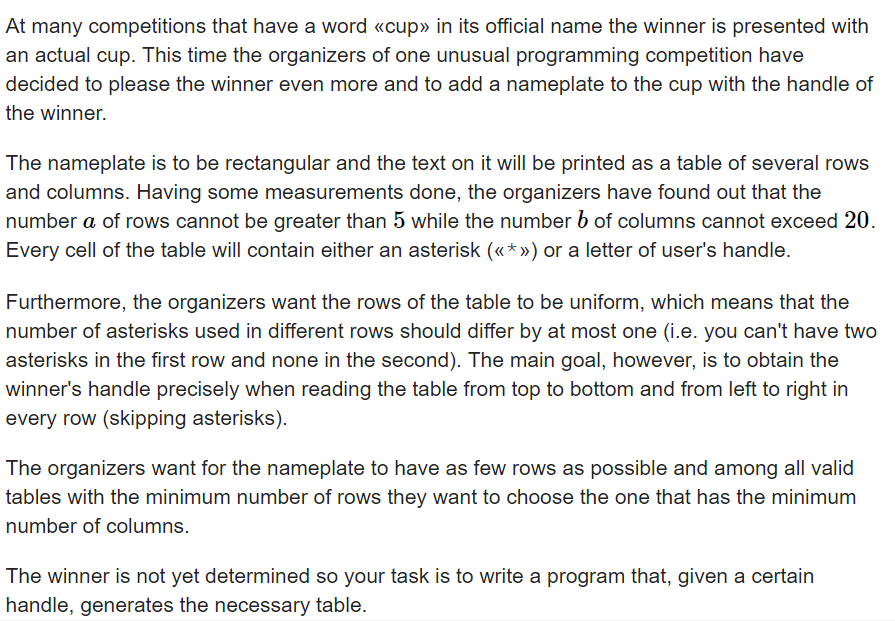 At many competitions that have a word «cup» in its official name the winner is presented with
an actual cup. This time the organizers of one unusual programming competition have
decided to please the winner even more and to add a nameplate to the cup with the handle of
the winner.
The nameplate is to be rectangular and the text on it will be printed as a table of several rows
and columns. Having some measurements done, the organizers have found out that the
number a of rows cannot be greater than 5 while the number b of columns cannot exceed 20.
Every cell of the table will contain either an asterisk («*») or a letter of user's handle.
Furthermore, the organizers want the rows of the table to be uniform, which means that the
number of asterisks used in different rows should differ by at most one (i.e. you can't have two
asterisks in the first row and none in the second). The main goal, however, is to obtain the
winner's handle precisely when reading the table from top to bottom and from left to right in
every row (skipping asterisks).
The organizers want for the nameplate to have as few rows as possible and among all valid
tables with the minimum number of rows they want to choose the one that has the minimum
number of columns.
The winner is not yet determined so your task is to write a program that, given a certain
handle, generates the necessary table.